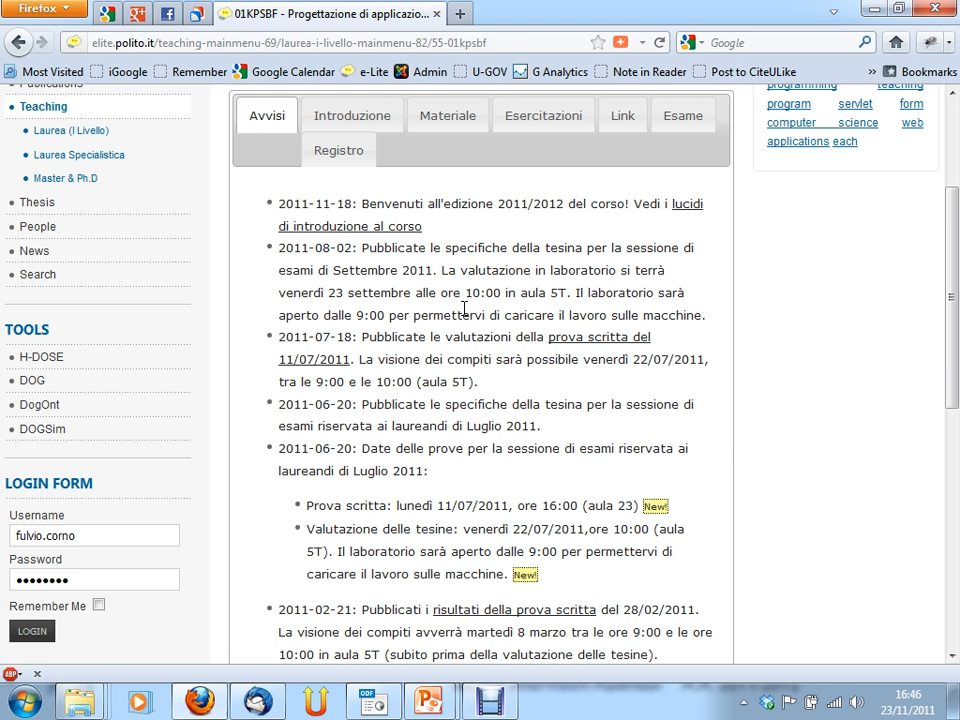 Firefox
01KPSBF - Progettazione di applicazio...
elite.polito.it/teaching-mainmenu-69/laurea-i-livello-mainmenu-82/55-01kpsbf
Google
Most Visited iGoogle Remember Google Calendar e-Lite Admin U-GOV G Analytics Note in Reader Post to CiteULike » Bookmarks
Publications
Teaching
Laurea (I Livello)
Laurea Specialistica
Master & Ph.D
Thesis
People
News
Search
TOOLS
H-DOSE
DOG
DogOnt
DOGSim
LOGIN FORM
Username
fulvio.corno
Password
Remember Me
LOGIN
Avvisi Introduzione Materiale Esercitazioni Link Esame
Registro
2011-11-18: Benvenuti all'edizione 2011/2012 del corso! Vedi i lucidi
di introduzione al corso
2011-08-02: Pubblicate le specifiche della tesina per la sessione di
esami di Settembre 2011. La valutazione in laboratorio si terrà
venerdì 23 settembre alle ore 10:00 in aula 5T. Il laboratorio sarà
aperto dalle 9:00 per permettervi di caricare il lavoro sulle macchine.
2011-07-18: Pubblicate le valutazioni della prova scritta del
11/07/2011. La visione dei compiti sarà possibile venerdì 22/07/2011,
tra le 9:00 e le 10:00 (aula 5T).
2011-06-20: Pubblicate le specifiche della tesina per la sessione di
esami riservata ai laureandi di Luglio 2011.
2011-06-20: Date delle prove per la sessione di esami riservata ai
laureandi di Luglio 2011:
Prova scritta: lunedì 11/07/2011, ore 16:00 (aula 23) New!
Valutazione delle tesine: venerdì 22/07/2011,ore 10:00 (aula
5T). Il laboratorio sarà aperto dalle 9:00 per permettervi di
caricare il lavoro sulle macchine. New!
2011-02-21: Pubblicati i risultati della prova scritta del 28/02/2011.
La visione dei compiti avverrà martedì 8 marzo tra le ore 9:00 e le ore
10:00 in aula 5T (subito prima della valutazione delle tesine).
programming teaching
program servlet form
computer science web
applications each
ABP
ODF
16:46
23/11/2011